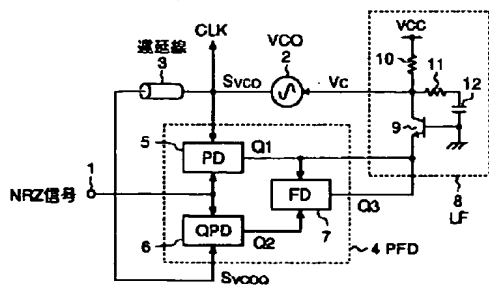 CLK
遅延線
3
VCO
2
SVCO
VC
VCC
10
11
12
9
8
LF
5
PD
Q1
1
NRZ信号
FD
7
Q3
6
QPD
Q2
4 PFD
SVCOQ